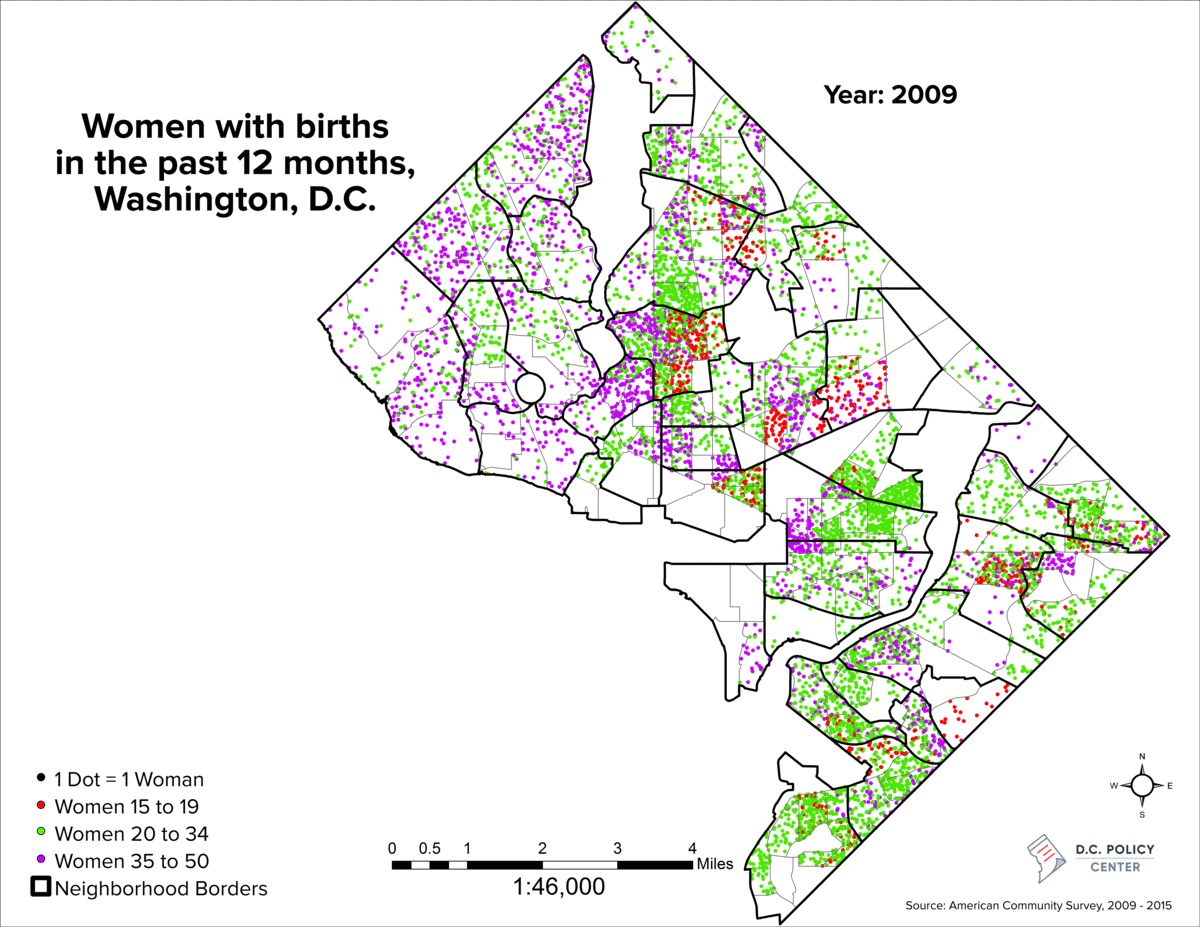 Women with births
in the past 12 months,
Washington, D.C.
Year: 2009
1 Dot = 1 Woman
Women 15 to 19
Women 20 to 34
Women 35 to 50
Neighborhood Borders
0 0.5 1 2 3 4
Miles
1:46,000
N
W E
S
D.C. POLICY
CENTER
Source: American Community Survey, 2009 - 2015